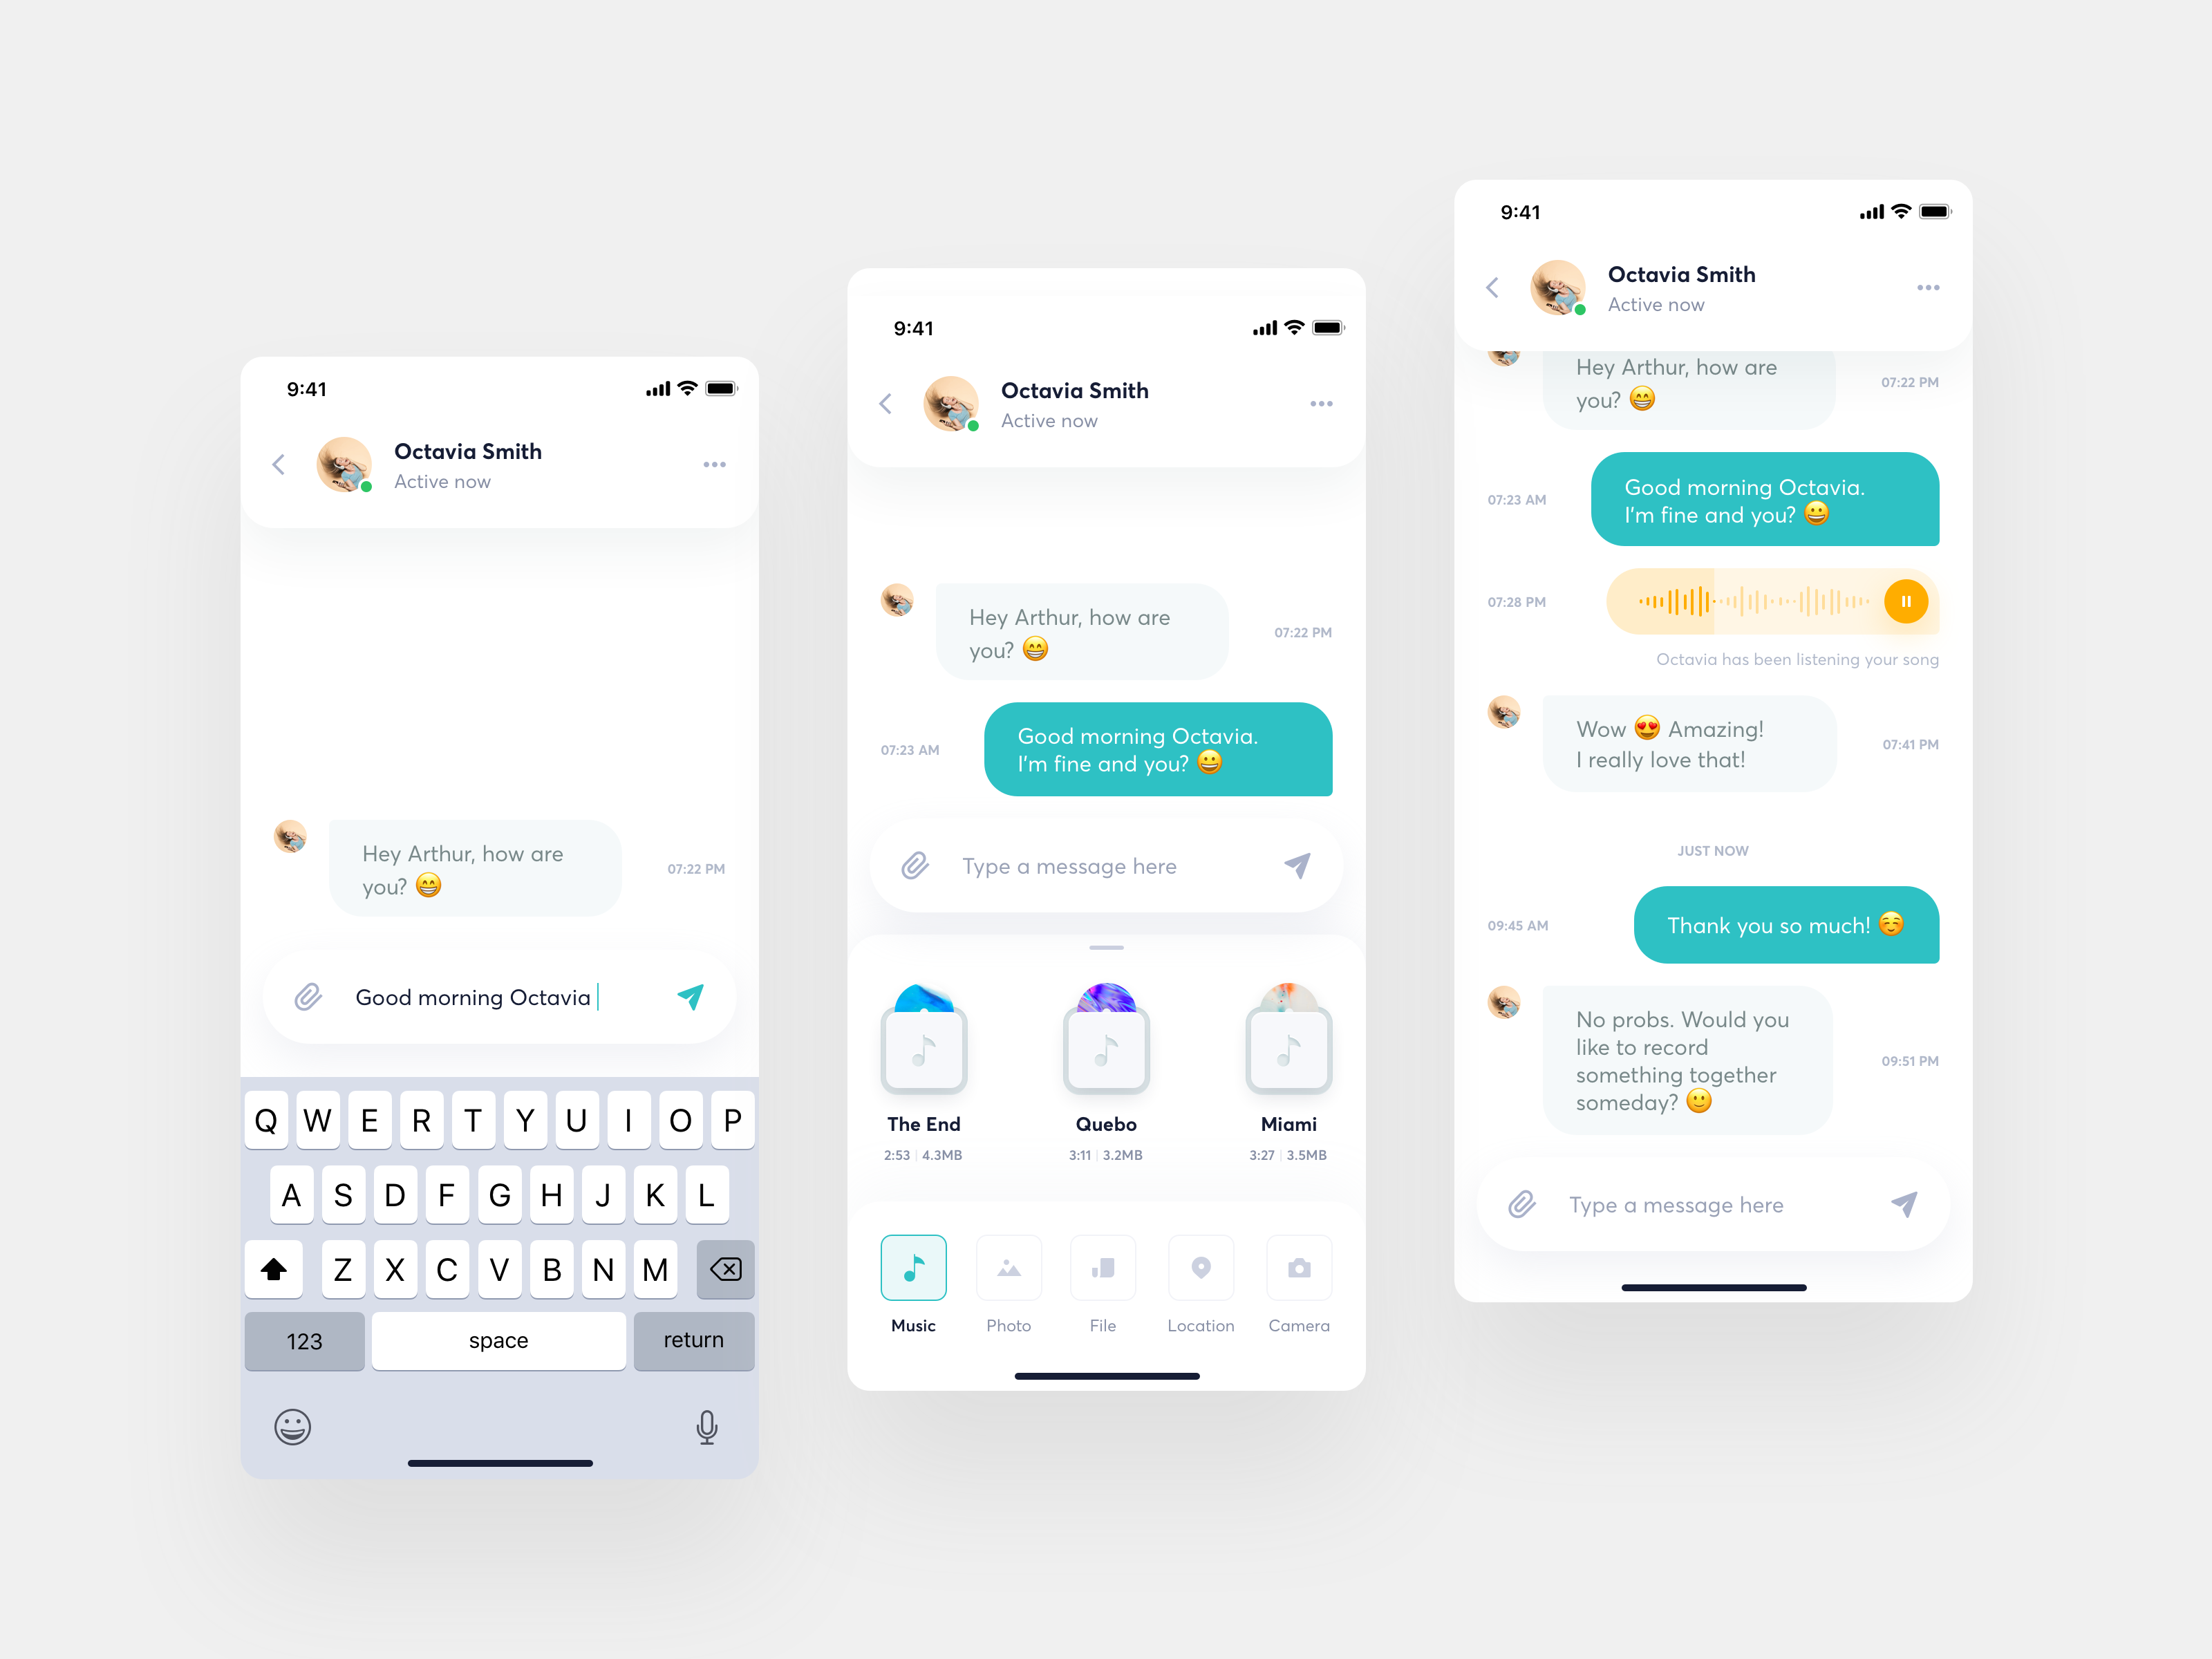 9:41
Octavia Smith
Active now
Hey Arthur, how are
you? 😁
07:22 PM
Good morning Octavia
Q W E R T Y U I O P
A S D F G H J K L
Z X C V B N M
123 space return
9:41
Octavia Smith
Active now
Hey Arthur, how are
you? 😁
07:22 PM
07:23 AM
Good morning Octavia.
I'm fine and you? 😀
Type a message here
The End
2:53 | 4.3MB
Quebo
3:11 | 3.2MB
Miami
3:27 | 3.5MB
Music Photo File Location Camera
9:41
Octavia Smith
Active now
Hey Arthur, how are
you? 😁
07:22 PM
07:23 AM
Good morning Octavia.
I'm fine and you? 😀
07:28 PM
Octavia has been listening your song
Wow 😍 Amazing!
I really love that!
07:41 PM
JUST NOW
09:45 AM
Thank you so much! ☺️
No probs. Would you
like to record
something together
someday? 🙂
09:51 PM
Type a message here